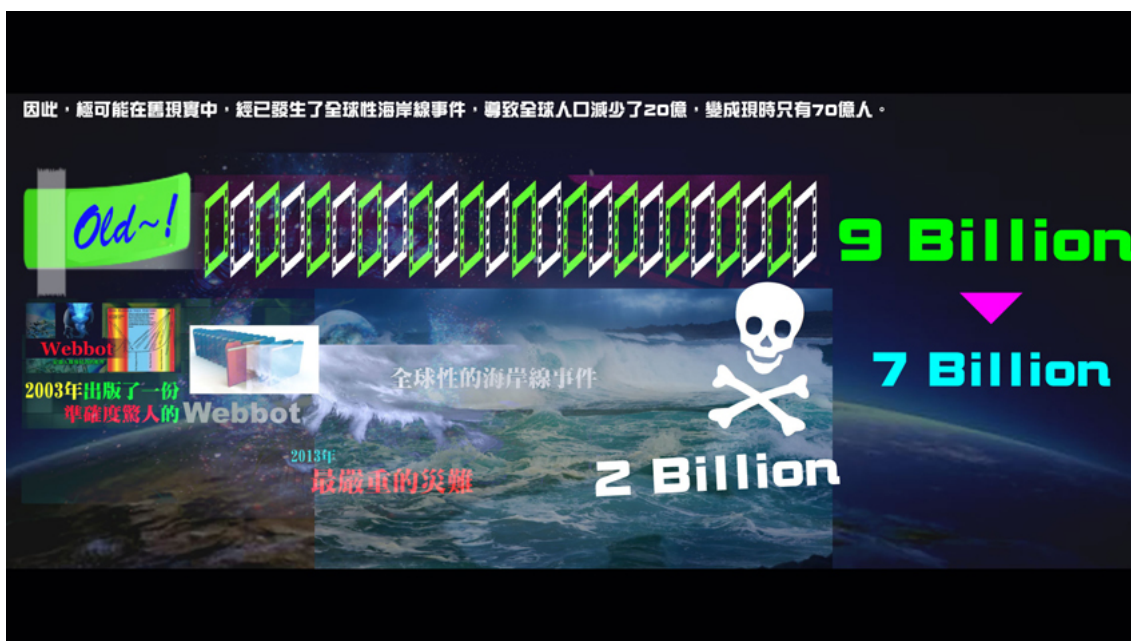 因此，極可能在舊現實中，經已發生了全球性海岸線事件，導致全球人口減少了20億，變成現時只有70億人。
Old~!
9 Billion
7 Billion
Webbot
2003年出版了一份
準確度驚人的Webbot
全球性的海岸線事件
2013年
最嚴重的災難
2 Billion